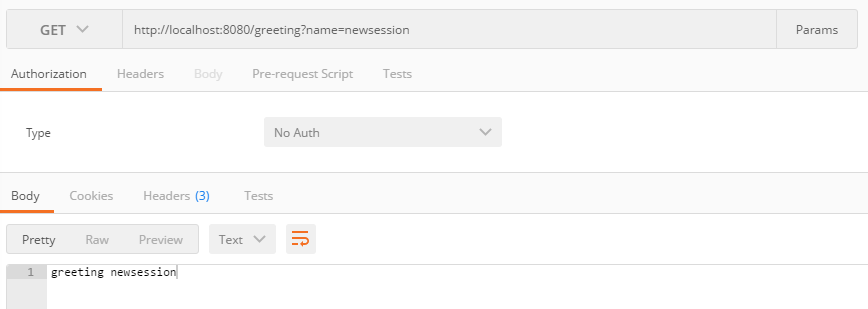 GET http://localhost:8080/greeting?name=newsession Params
Authorization Headers Body Pre-request Script Tests
Type No Auth
Body Cookies Headers (3) Tests
Pretty Raw Preview Text
1 greeting newsession